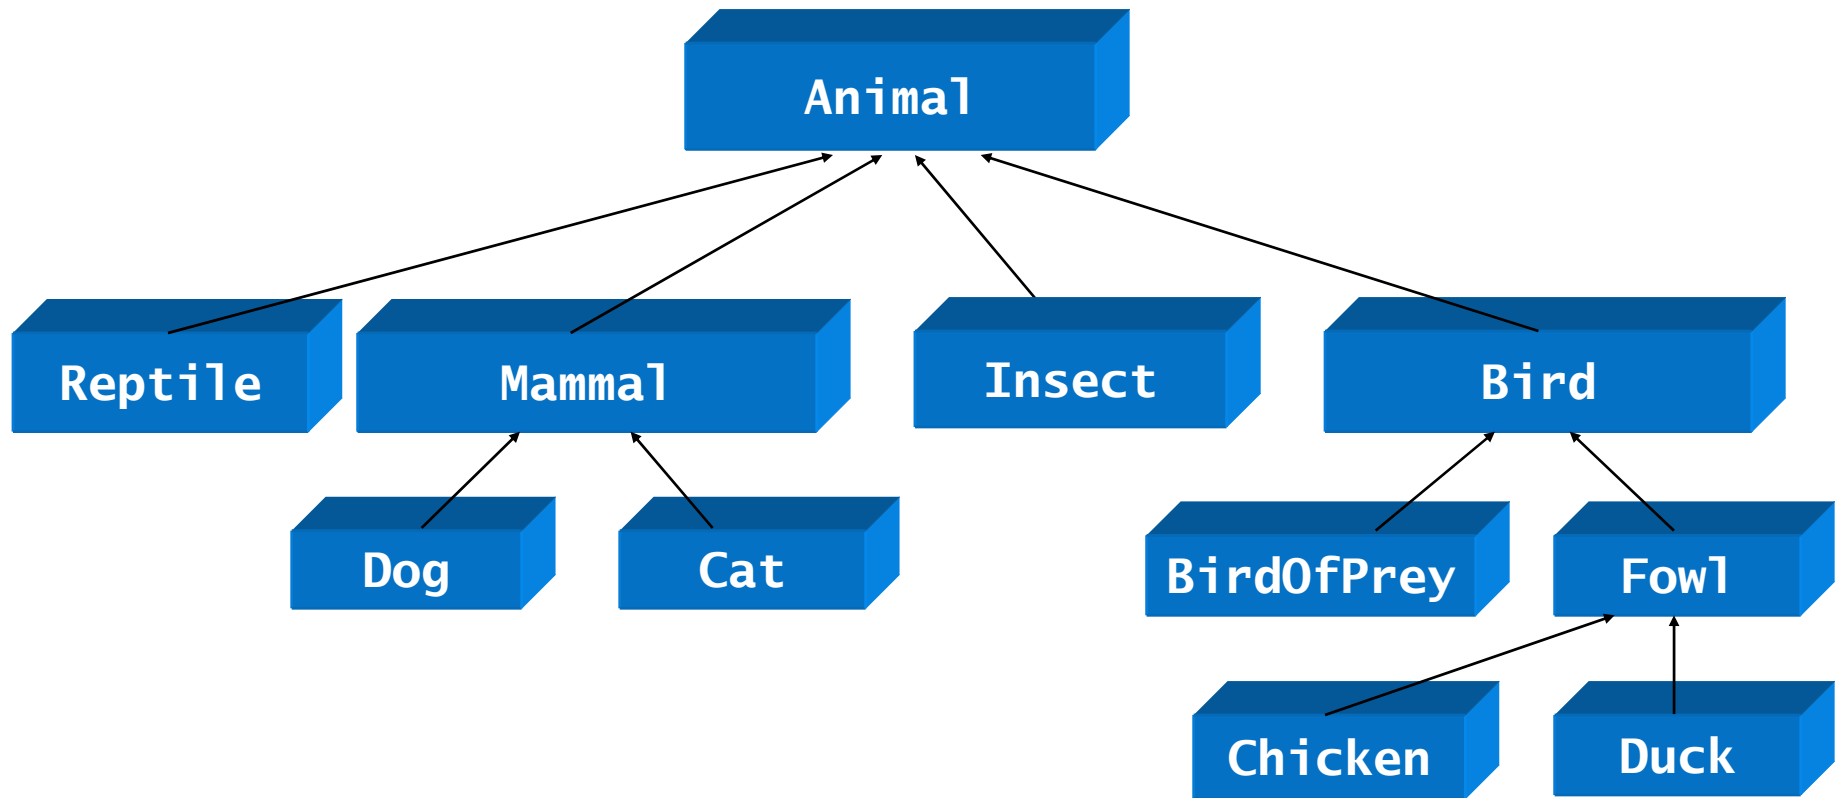 Animal
Reptile
Mammal
Insect
Bird
Dog
Cat
BirdOfPrey
Fowl
Chicken
Duck